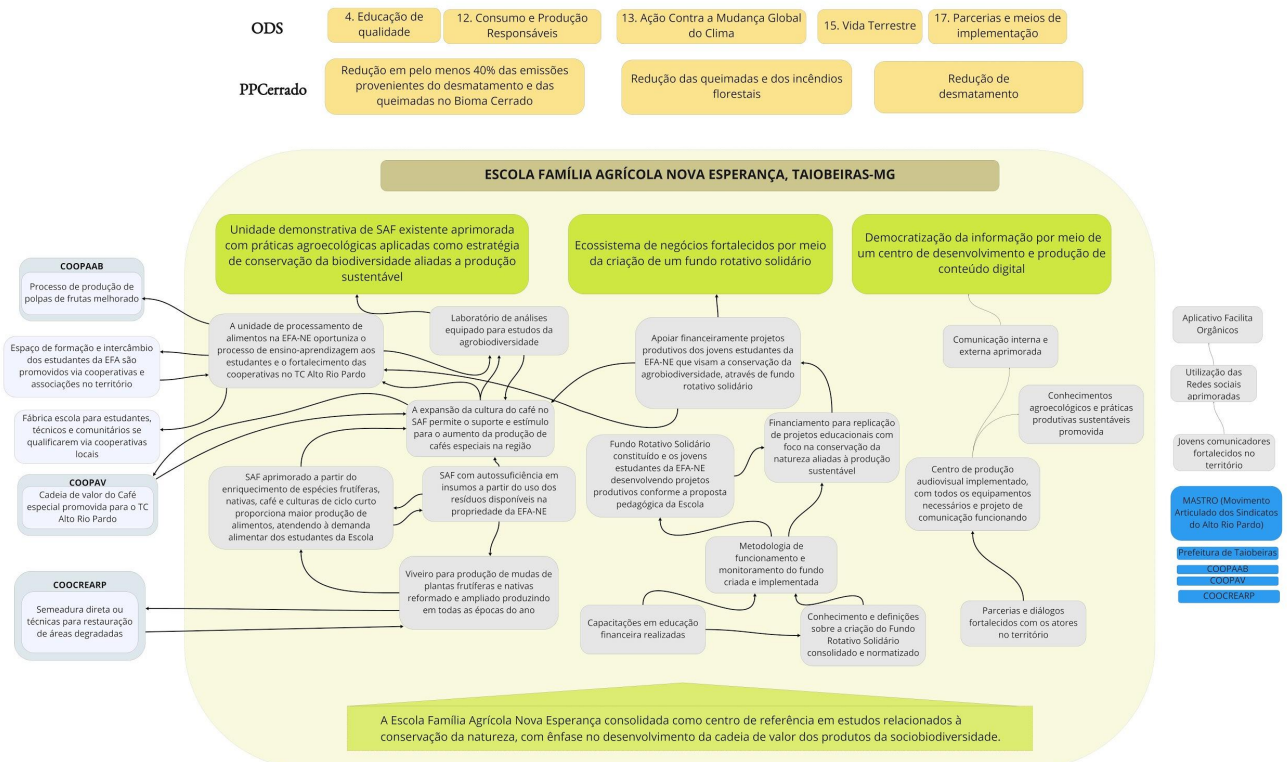 ODS
4. Educação de
qualidade
12. Consumo e Produção
Responsáveis
13. Ação Contra a Mudança Global
do Clima
15. Vida Terrestre
17. Parcerias e meios de
implementação
PPCerrado
Redução em pelo menos 40% das emissões
provenientes do desmatamento e das
queimadas no Bioma Cerrado
Redução das queimadas e dos incêndios
florestais
Redução de
desmatamento
ESCOLA FAMÍLIA AGRÍCOLA NOVA ESPERANÇA, TAIOBEIRAS-MG
Unidade demonstrativa de SAF existente aprimorada
com práticas agroecológicas aplicadas como estratégia
de conservação da biodiversidade aliadas a produção
sustentável
Ecossistema de negócios fortalecidos por meio
da criação de um fundo rotativo solidário
Democratização da informação por meio de
um centro de desenvolvimento e produção de
conteúdo digital
COOPAAB
Processo de produção de
polpas de frutas melhorado
Espaço de formação e intercâmbio
dos estudantes da EFA são
promovidos via cooperativas e
associações no território
Fábrica escola para estudantes,
técnicos e comunitários se
qualificarem via cooperativas
locais
COOPAV
Cadeia de valor do Café
especial promovida para o TC
Alto Rio Pardo
COOCREARP
Semeadura direta ou
técnicas para restauração
de áreas degradadas
A unidade de processamento de
alimentos na EFA-NE oportuniza o
processo de ensino-aprendizagem aos
estudantes e o fortalecimento das
cooperativas no TC Alto Rio Pardo
Laboratório de análises
equipado para estudos da
agrobiodiversidade
A expansão da cultura do café no
SAF permite o suporte e estímulo
para o aumento da produção de
cafés especiais na região
SAF aprimorado a partir do
enriquecimento de espécies frutíferas,
nativas, café e culturas de ciclo curto
proporciona maior produção de
alimentos, atendendo à demanda
alimentar dos estudantes da Escola
SAF com autossuficiência em
insumos a partir do uso dos
resíduos disponíveis na
propriedade da EFA-NE
Viveiro para produção de mudas de
plantas frutíferas e nativas
reformado e ampliado produzindo
em todas as épocas do ano
Apoiar financeiramente projetos
produtivos dos jovens estudantes da
EFA-NE que visam a conservação da
agrobiodiversidade, através de fundo
rotativo solidário
Fundo Rotativo Solidário
constituído e os jovens
estudantes da EFA-NE
desenvolvendo projetos
produtivos conforme a proposta
pedagógica da Escola
Financiamento para replicação
de projetos educacionais com
foco na conservação da
natureza aliadas à produção
sustentável
Metodologia de
funcionamento e
monitoramento do fundo
criada e implementada
Capacitações em educação
financeira realizadas
Conhecimento e definições
sobre a criação do Fundo
Rotativo Solidário
consolidado e normatizado
Comunicação interna e
externa aprimorada
Conhecimentos
agroecológicos e práticas
produtivas sustentáveis
promovida
Centro de produção
audiovisual implementado,
com todos os equipamentos
necessários e projeto de
comunicação funcionando
Parcerias e diálogos
fortalecidos com os atores
no território
Aplicativo Facilita
Orgânicos
Utilização das
Redes sociais
aprimoradas
Jovens comunicadores
fortalecidos no
território
MASTRO (Movimento
Articulado dos Sindicatos
do Alto Rio Pardo)
Prefeitura de Taiobeiras
COOPAAB
COOPAV
COOCREARP
A Escola Família Agrícola Nova Esperança consolidada como centro de referência em estudos relacionados à
conservação da natureza, com ênfase no desenvolvimento da cadeia de valor dos produtos da sociobiodiversidade.